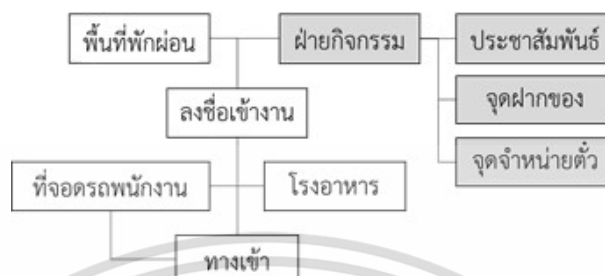 พื้นที่พักผ่อน
ฝ่ายกิจกรรม
ประชาสัมพันธ์
จุดฝากของ
ลงชื่อเข้างาน
จุดจำหน่ายตั๋ว
ที่จอดรถพนักงาน
โรงอาหาร
ทางเข้า